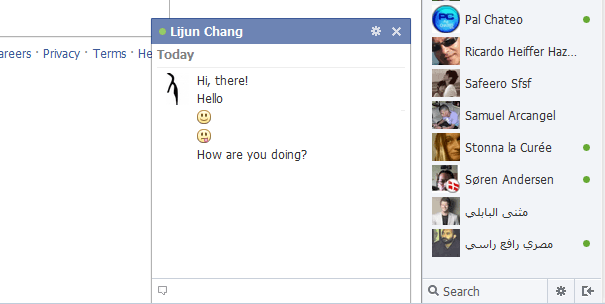 areers · Privacy · Terms · He
Lijun Chang
Today
Hi, there!
Hello
How are you doing?
Pal Chateo
Ricardo Heiffer Haz...
Safeero Sfsf
Samuel Arcangel
Stonna la Curée
Søren Andersen
مثنى البابلي
مصري رافع راسي
Search